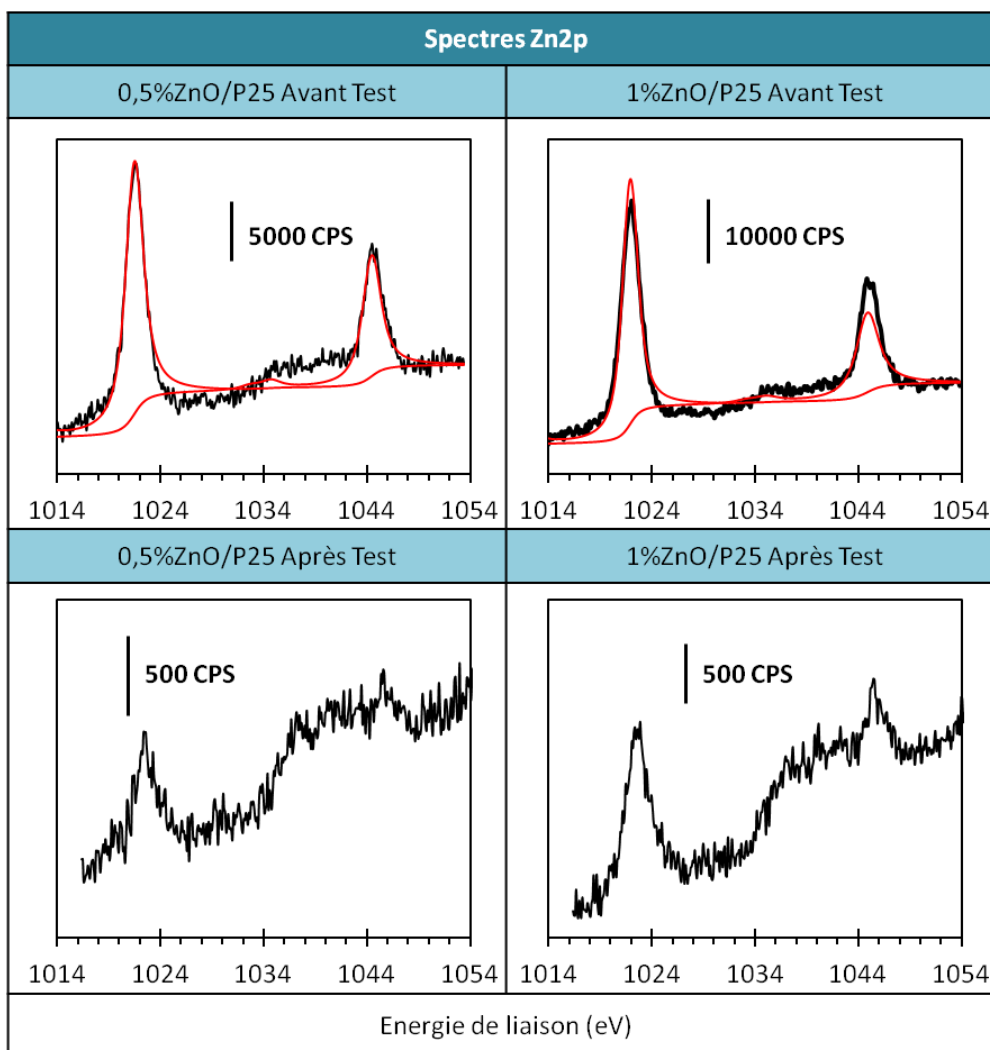 Spectres Zn2p
0,5%ZnO/P25 Avant Test
1%ZnO/P25 Avant Test
5000 CPS
10000 CPS
1014 1024 1034 1044 1054
1014 1024 1034 1044 1054
0,5%ZnO/P25 Après Test
1%ZnO/P25 Après Test
500 CPS
500 CPS
1014 1024 1034 1044 1054
1014 1024 1034 1044 1054
Energie de liaison (eV)